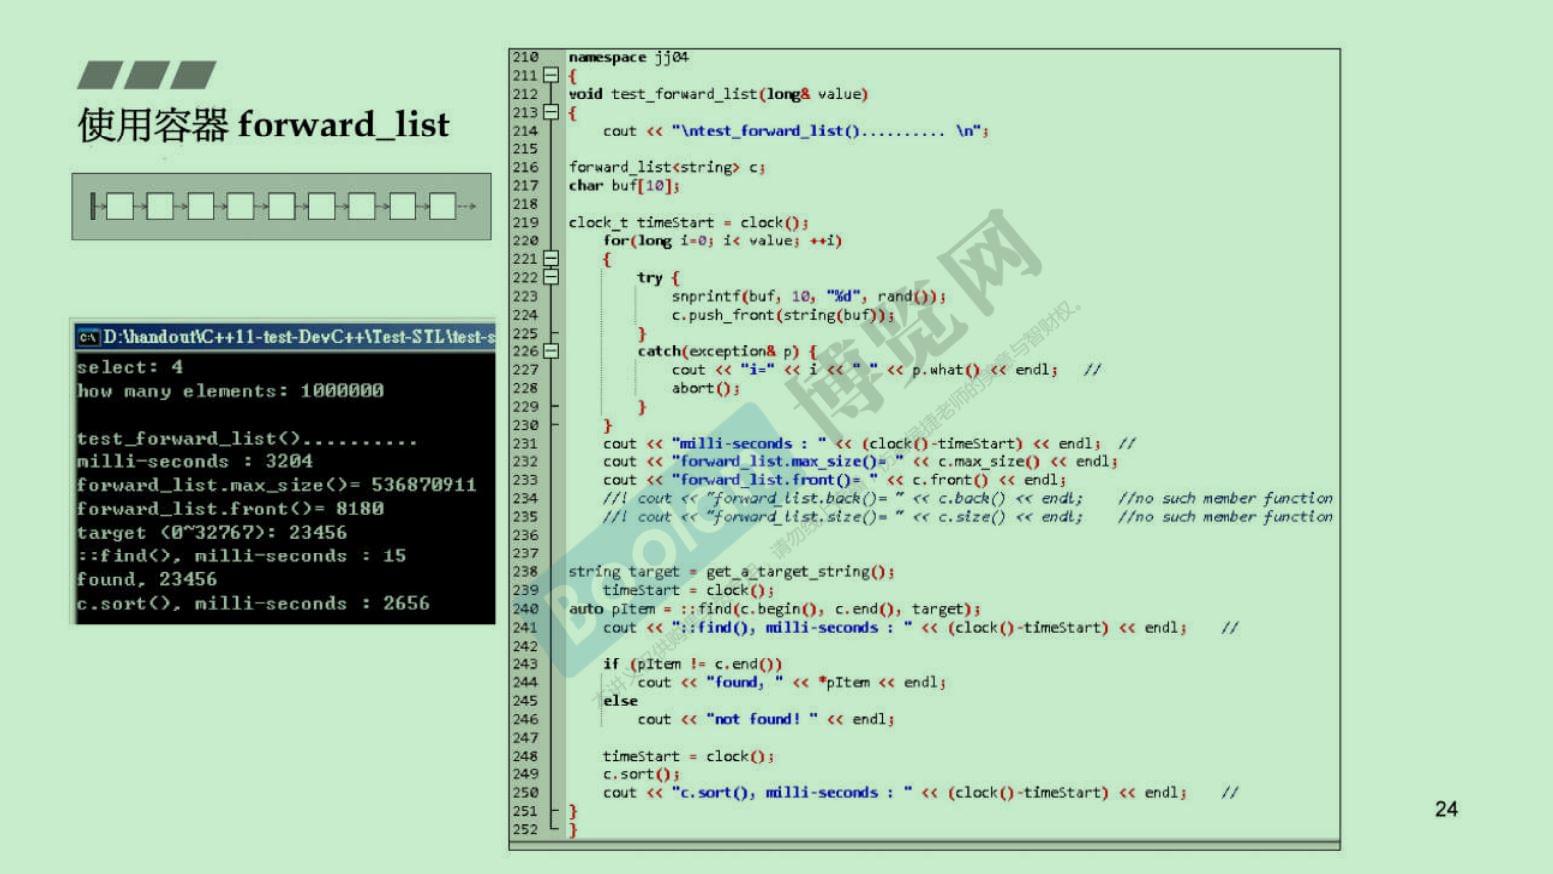 使用容器 forward_list
D:\handout\C++11-test-DevC++\Test-STL\test-s
select: 4
how many elements: 1000000
test_forward_list()..........
milli-seconds : 3204
forward_list.max_size()= 536870911
forward_list.front()= 8180
target (0~32767): 23456
::find(), milli-seconds : 15
found, 23456
c.sort(), milli-seconds : 2656
210 namespace jj04
211 {
212 void test_forward_list(long& value)
213 {
214 cout << "\ntest_forward_list().......... \n";
215
216 forward_list<string> c;
217 char buf[10];
218
219 clock_t timeStart = clock();
220 for(long i=0; i< value; ++i)
221 {
222 try {
223 snprintf(buf, 10, "%d", rand());
224 c.push_front(string(buf));
225 }
226 catch(exception& p) {
227 cout << "i=" << i << " " << p.what() << endl; //
228 abort();
229 }
230 }
231 cout << "milli-seconds : " << (clock()-timeStart) << endl; //
232 cout << "forward_list.max_size()= " << c.max_size() << endl;
233 cout << "forward_list.front()= " << c.front() << endl;
234 //! cout << "forward_list.back()= " << c.back() << endl; //no such member function
235 //! cout << "forward_list.size()= " << c.size() << endl; //no such member function
236
237
238 string target = get_a_target_string();
239 timeStart = clock();
240 auto pItem = ::find(c.begin(), c.end(), target);
241 cout << "::find(), milli-seconds : " << (clock()-timeStart) << endl; //
242
243 if (pItem != c.end())
244 cout << "found, " << *pItem << endl;
245 else
246 cout << "not found! " << endl;
247
248 timeStart = clock();
249 c.sort();
250 cout << "c.sort(), milli-seconds : " << (clock()-timeStart) << endl; //
251 }
252 }
博览网
24